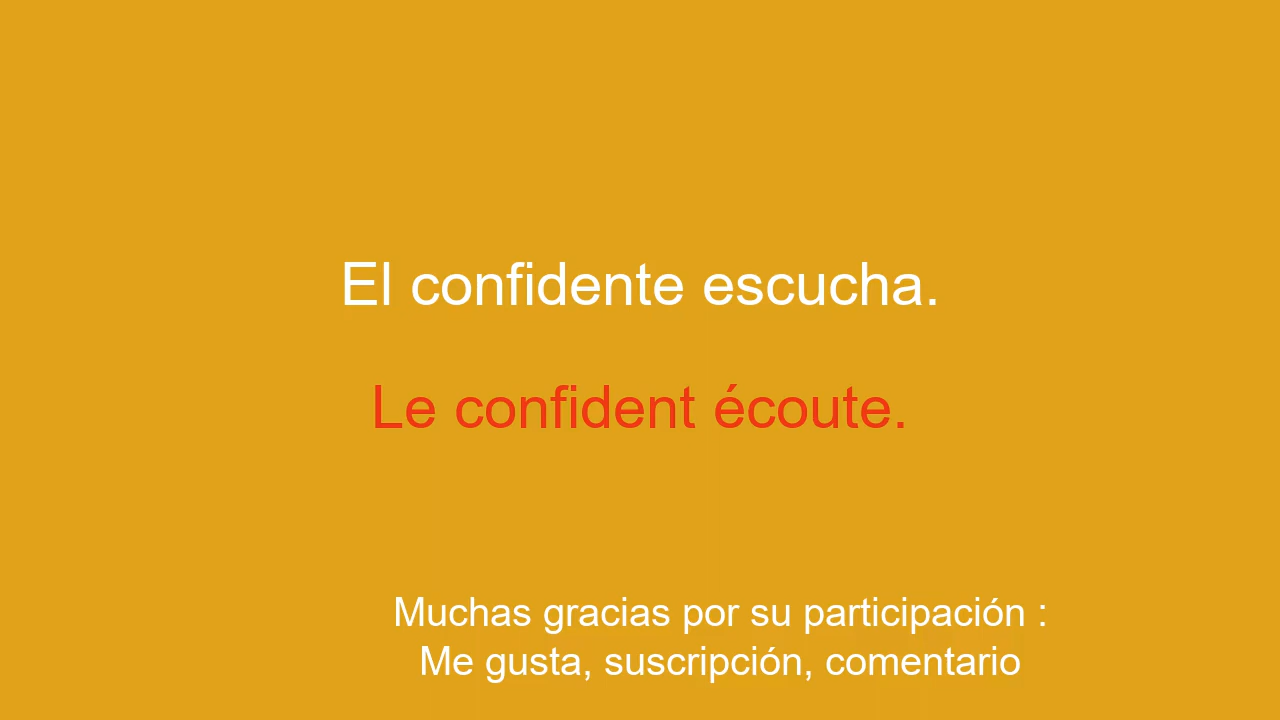 El confidente escucha.
Le confident écoute.
Muchas gracias por su participación :
Me gusta, suscripción, comentario